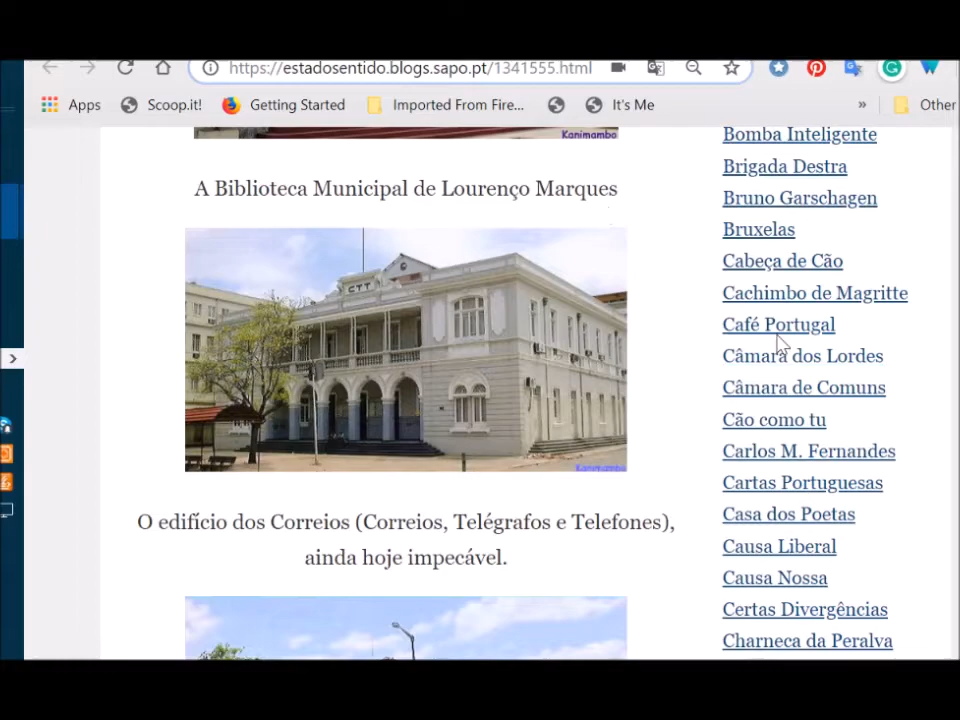 https://estadosentido.blogs.sapo.pt/1341555.html
Apps
Scoop.it!
Getting Started
Imported From Fire...
It's Me
»
Other
Kanimambo
A Biblioteca Municipal de Lourenço Marques
CTT
Kanimambo
O edifício dos Correios (Correios, Telégrafos e Telefones),
ainda hoje impecável.
Bomba Inteligente
Brigada Destra
Bruno Garschagen
Bruxelas
Cabeça de Cão
Cachimbo de Magritte
Café Portugal
Câmara dos Lordes
Câmara de Comuns
Cão como tu
Carlos M. Fernandes
Cartas Portuguesas
Casa dos Poetas
Causa Liberal
Causa Nossa
Certas Divergências
Charneca da Peralva